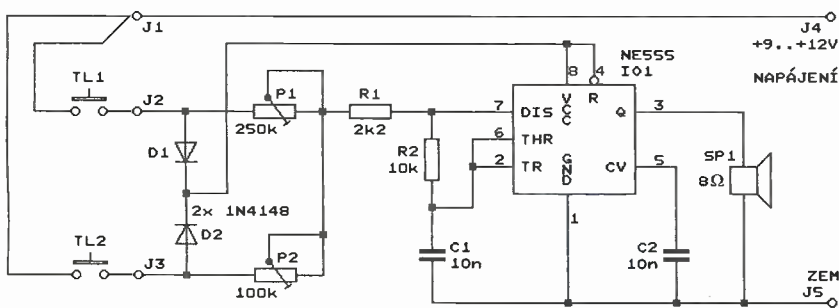 J1
J4
+9..+12V
NAPÁJENÍ
TL1
J2
P1
250k
R1
2k2
NE555
IO1
8
4
7
DIS
VCC
R
Q
3
6
THR
2
TR
GND
CV
5
1
R2
10k
SP1
8Ω
D1
2x 1N4148
D2
TL2
J3
P2
100k
C1
10n
C2
10n
ZEM
J5